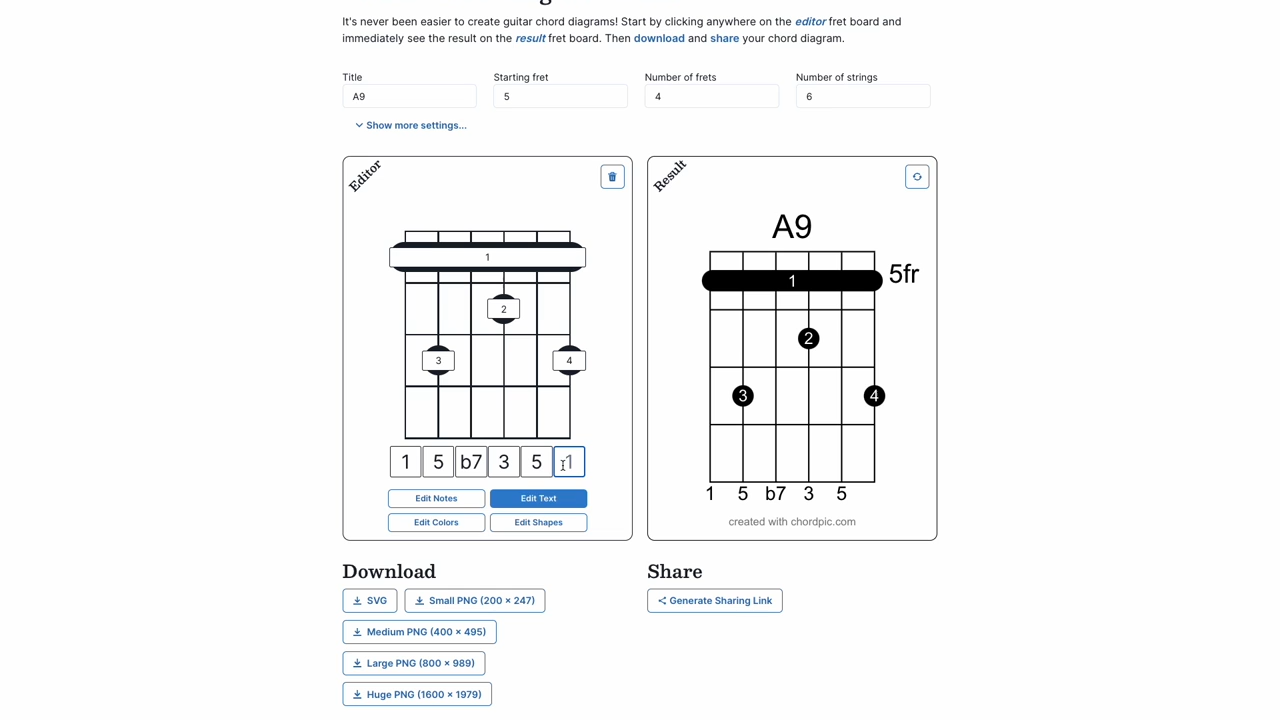 It's never been easier to create guitar chord diagrams! Start by clicking anywhere on the editor fret board and
immediately see the result on the result fret board. Then download and share your chord diagram.
Title
Starting fret
Number of frets
Number of strings
A9
5
4
6
Show more settings...
Editor
1
2
3
4
1 5 b7 3 5 1
Edit Notes
Edit Text
Edit Colors
Edit Shapes
Result
A9
5fr
1
2
3
4
1 5 b7 3 5
created with chordpic.com
Download
SVG
Small PNG (200 × 247)
Medium PNG (400 × 495)
Large PNG (800 × 989)
Huge PNG (1600 × 1979)
Share
Generate Sharing Link